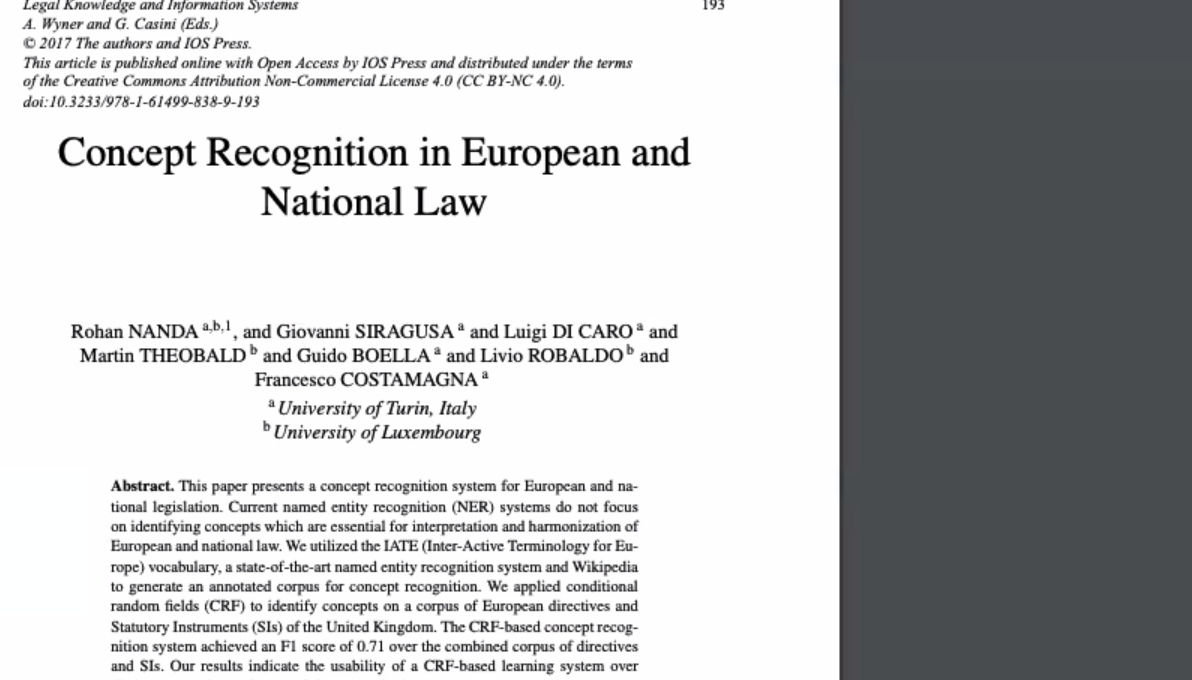 Legal Knowledge and Information Systems 193
A. Wyner and G. Casini (Eds.)
© 2017 The authors and IOS Press.
This article is published online with Open Access by IOS Press and distributed under the terms
of the Creative Commons Attribution Non-Commercial License 4.0 (CC BY-NC 4.0).
doi:10.3233/978-1-61499-838-9-193
Concept Recognition in European and
National Law
Rohan NANDA a,b,1, and Giovanni SIRAGUSA a and Luigi DI CARO a and
Martin THEOBALD b and Guido BOELLA a and Livio ROBALDO b and
Francesco COSTAMAGNA a
a University of Turin, Italy
b University of Luxembourg
Abstract. This paper presents a concept recognition system for European and na-
tional legislation. Current named entity recognition (NER) systems do not focus
on identifying concepts which are essential for interpretation and harmonization of
European and national law. We utilized the IATE (Inter-Active Terminology for Eu-
rope) vocabulary, a state-of-the-art named entity recognition system and Wikipedia
to generate an annotated corpus for concept recognition. We applied conditional
random fields (CRF) to identify concepts on a corpus of European directives and
Statutory Instruments (SIs) of the United Kingdom. The CRF-based concept recog-
nition system achieved an F1 score of 0.71 over the combined corpus of directives
and SIs. Our results indicate the usability of a CRF-based learning system over